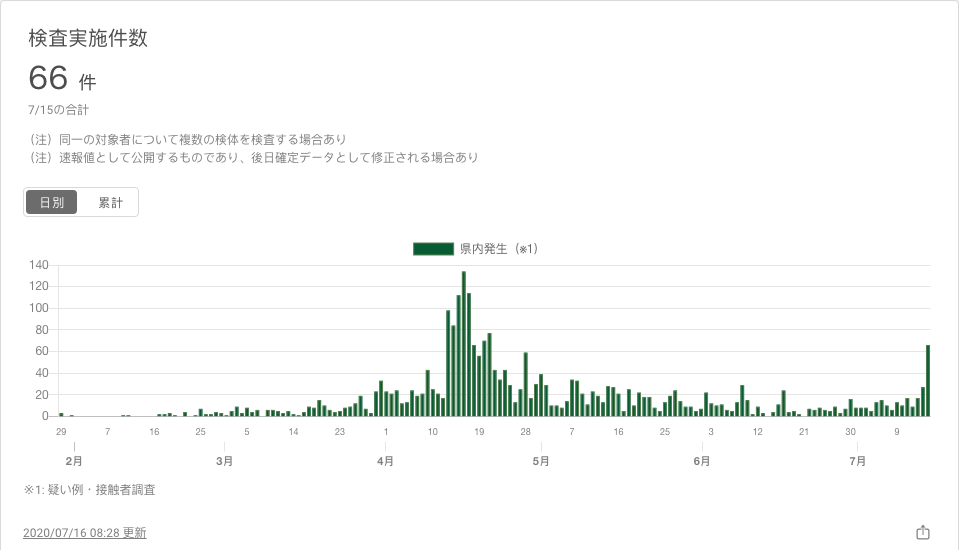 検査実施件数
66 件
7/15の合計
（注）同一の対象者について複数の検体を検査する場合あり
（注）速報値として公開するものであり、後日確定データとして修正される場合あり
日別 累計
県内発生（※1）
140
120
100
80
60
40
20
0
29 7 16 25 5 14 23 1 10 19 28 7 16 25 3 12 21 30 9
2月 3月 4月 5月 6月 7月
※1: 疑い例・接触者調査
2020/07/16 08:28 更新